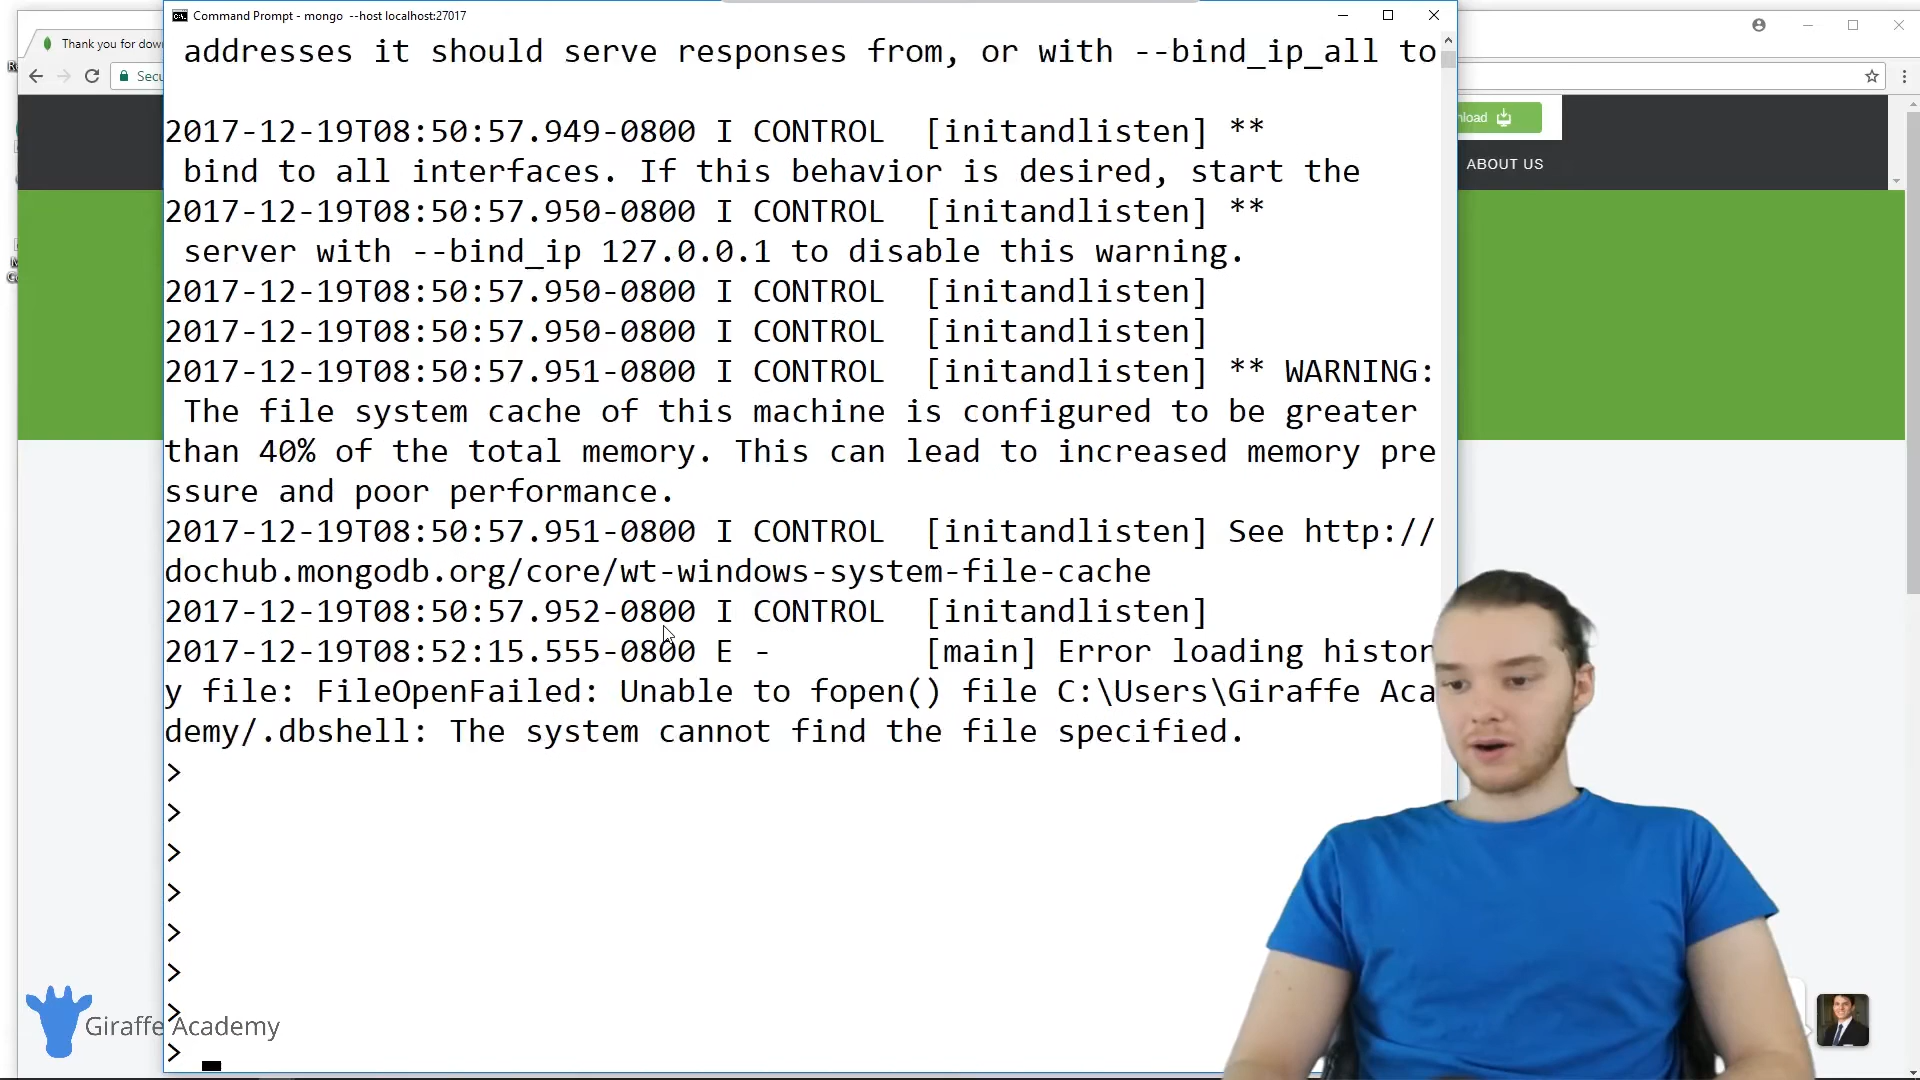 Command Prompt - mongo  --host localhost:27017
Thank you for dow
Secu
addresses it should serve responses from, or with --bind_ip_all to
2017-12-19T08:50:57.949-0800 I CONTROL  [initandlisten] **
bind to all interfaces. If this behavior is desired, start the
2017-12-19T08:50:57.950-0800 I CONTROL  [initandlisten] **
server with --bind_ip 127.0.0.1 to disable this warning.
2017-12-19T08:50:57.950-0800 I CONTROL  [initandlisten]
2017-12-19T08:50:57.950-0800 I CONTROL  [initandlisten]
2017-12-19T08:50:57.951-0800 I CONTROL  [initandlisten] ** WARNING:
The file system cache of this machine is configured to be greater
than 40% of the total memory. This can lead to increased memory pre
ssure and poor performance.
2017-12-19T08:50:57.951-0800 I CONTROL  [initandlisten] See http://
dochub.mongodb.org/core/wt-windows-system-file-cache
2017-12-19T08:50:57.952-0800 I CONTROL  [initandlisten]
2017-12-19T08:52:15.555-0800 E -        [main] Error loading histor
y file: FileOpenFailed: Unable to fopen() file C:\Users\Giraffe Aca
demy/.dbshell: The system cannot find the file specified.
>
>
>
>
>
>
>
>
nload
ABOUT US
Giraffe Academy